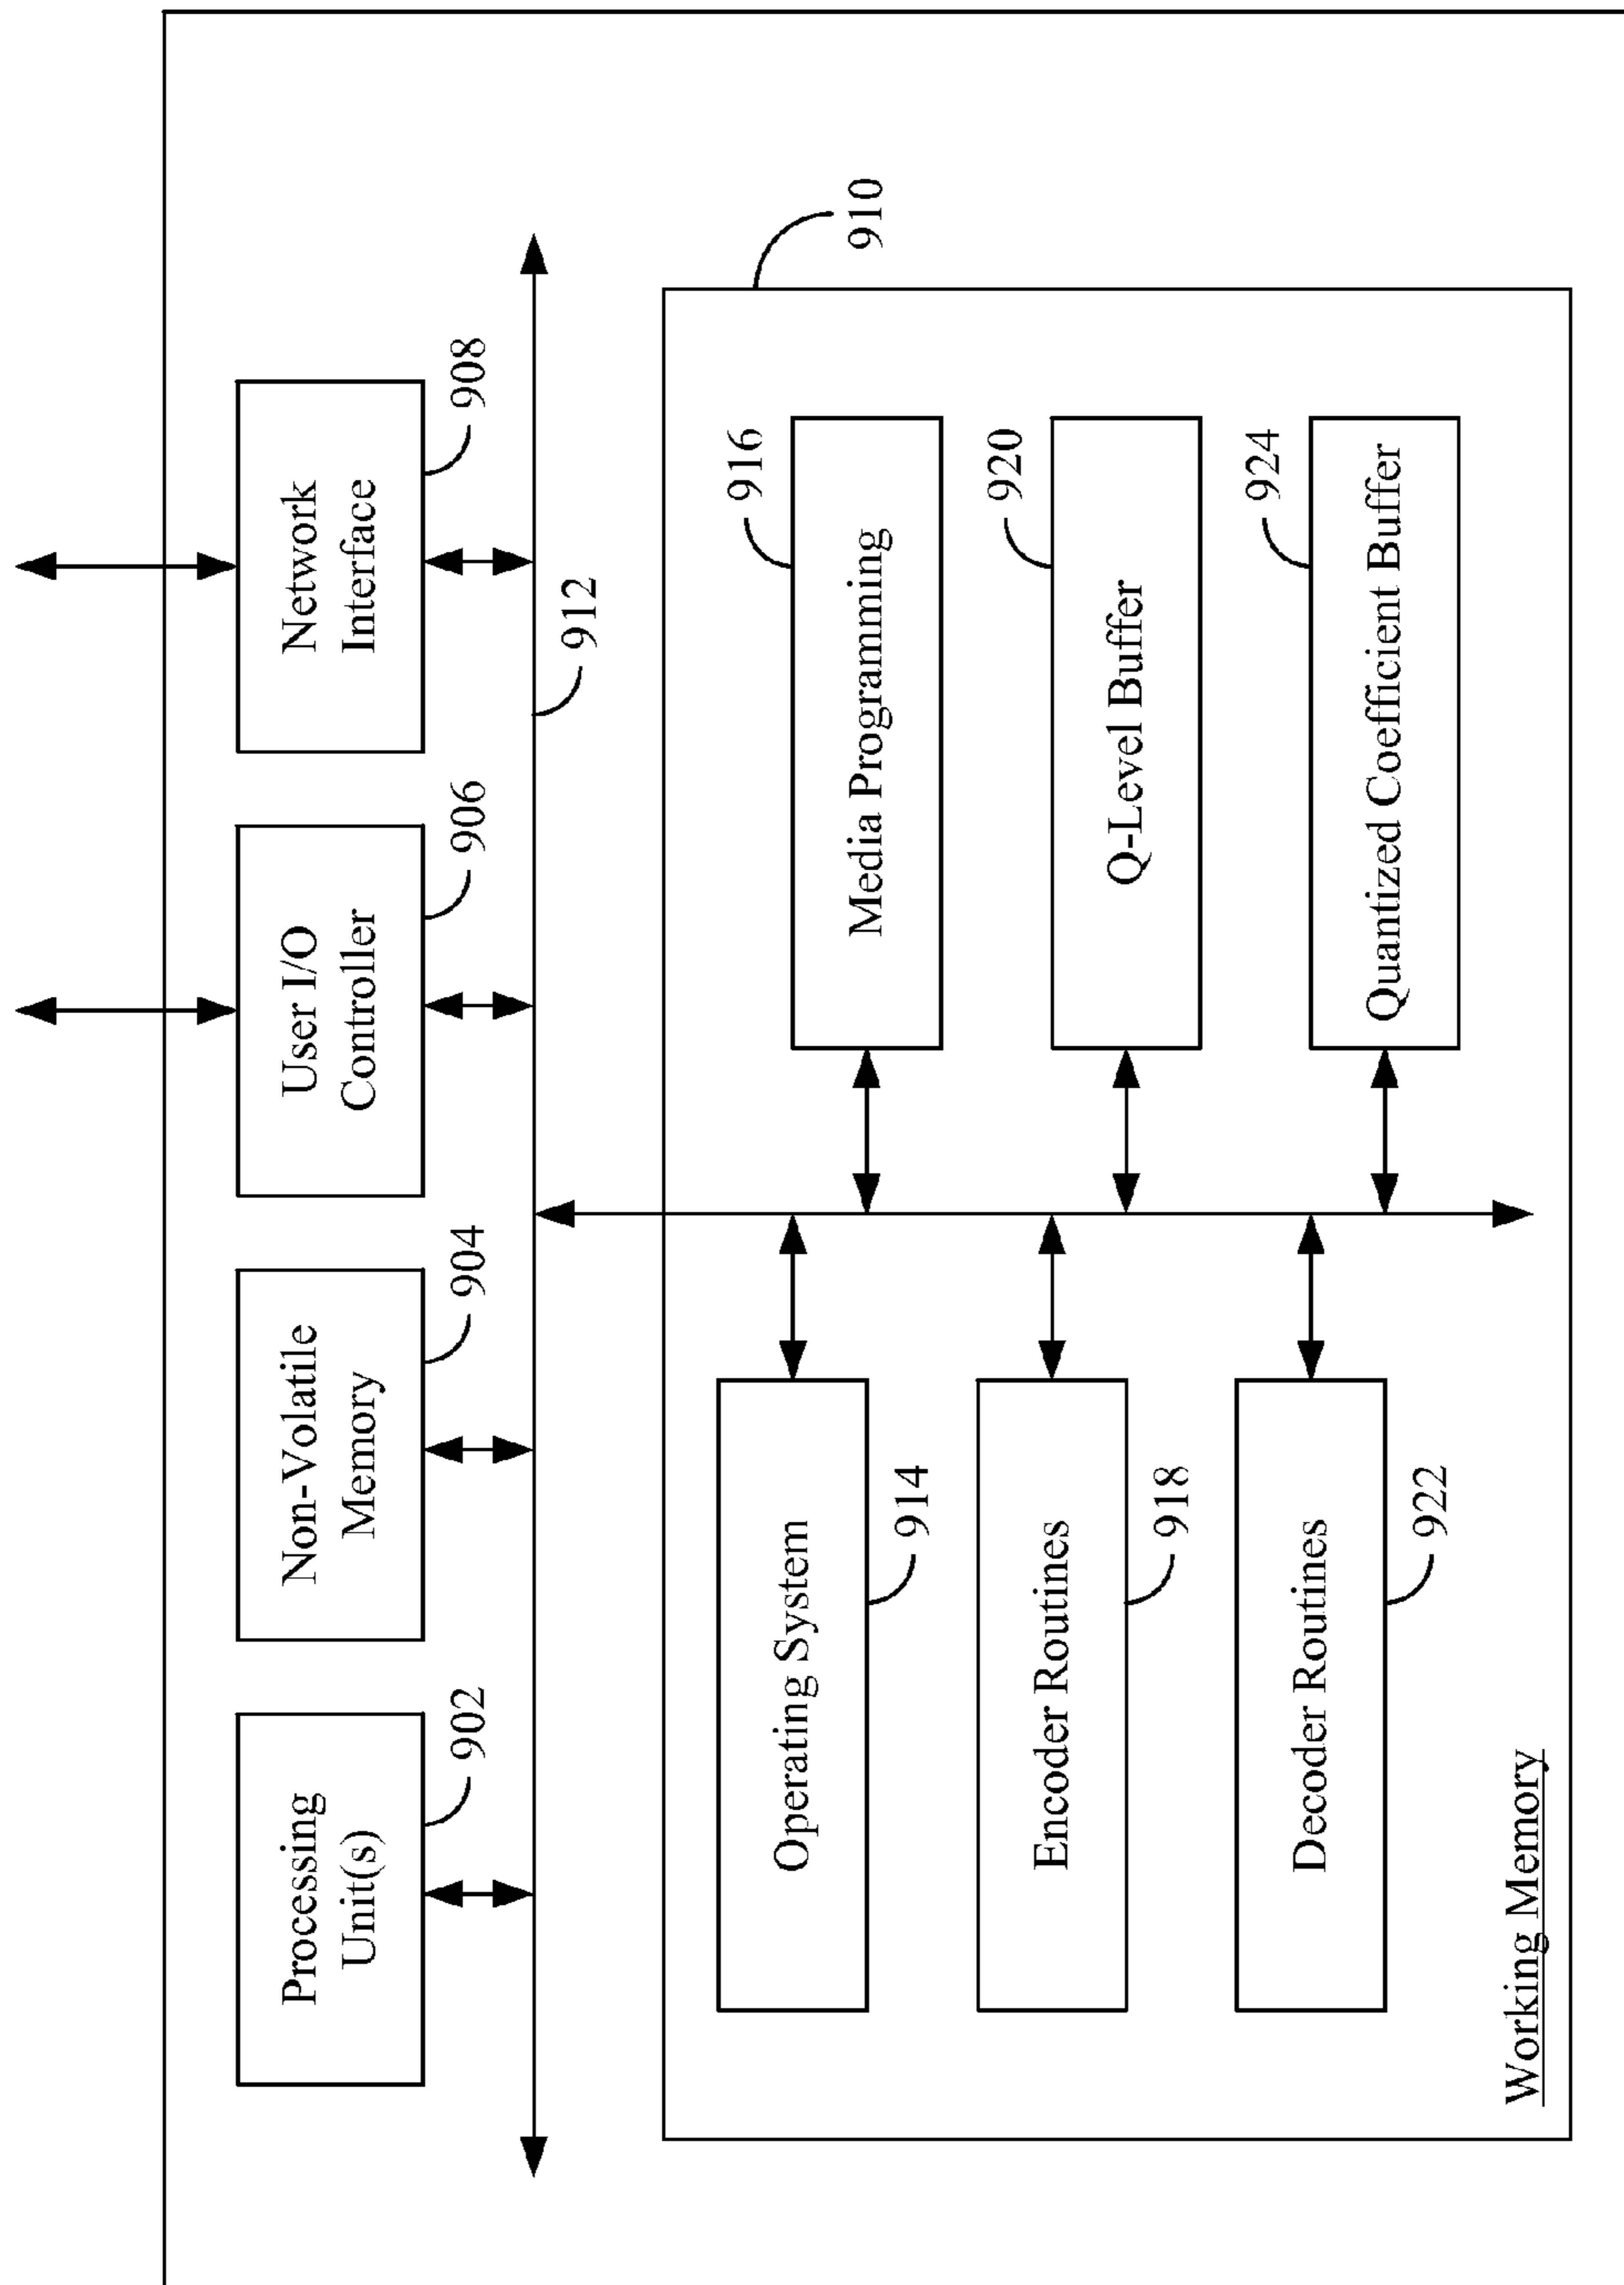 Processing
Unit(s)
902
Non-Volatile
Memory
904
User I/O
Controller
906
Network
Interface
908
912
910
Operating System
914
Media Programming
916
Encoder Routines
918
Q-Level Buffer
920
Decoder Routines
922
Quantized Coefficient Buffer
924
Working Memory